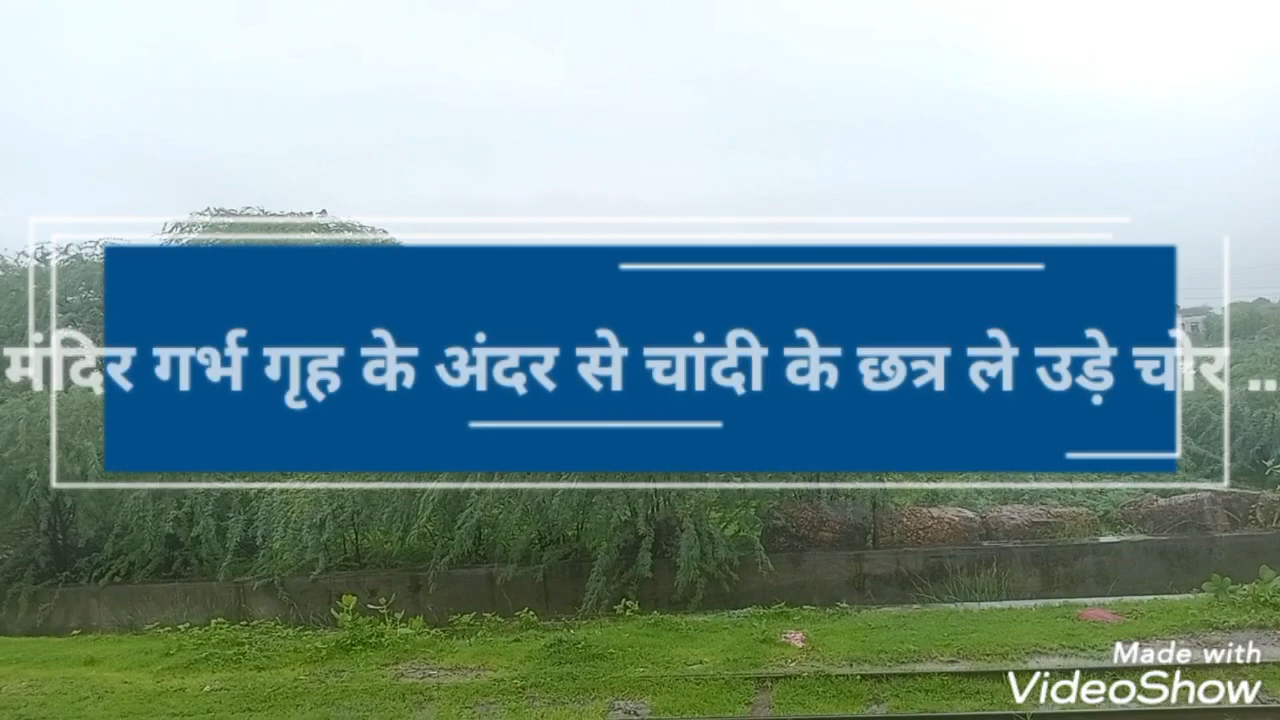 मंदिर गर्भ गृह के अंदर से चांदी के छत्र ले उड़े चोर ..
Made with
VideoShow